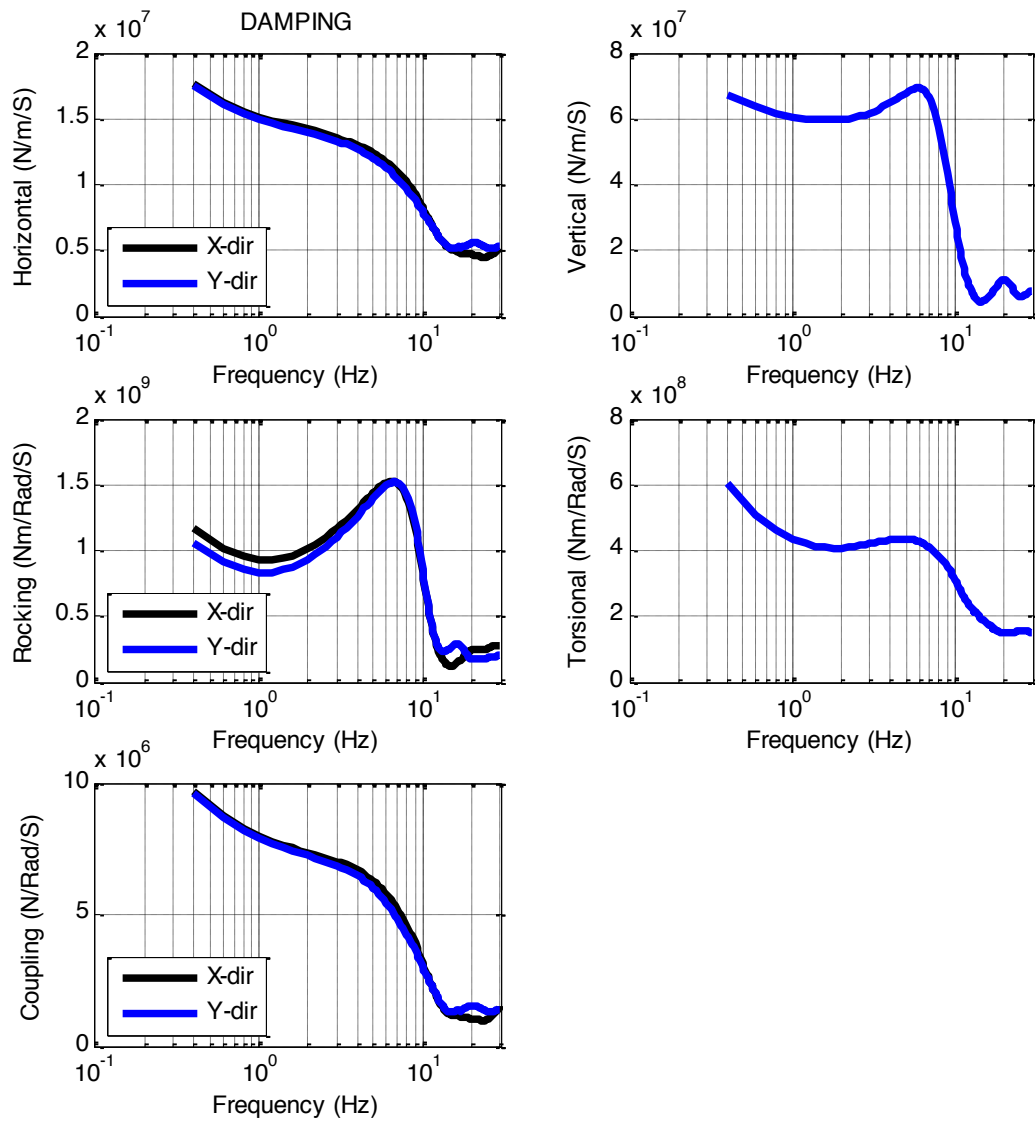 DAMPING
x 10^7
2
1.5
1
0.5
0
Horizontal (N/m/S)
X-dir
Y-dir
10^-1 10^0 10^1
Frequency (Hz)
x 10^7
8
6
4
2
0
Vertical (N/m/S)
10^-1 10^0 10^1
Frequency (Hz)
x 10^9
2
1.5
1
0.5
0
Rocking (Nm/Rad/S)
X-dir
Y-dir
10^-1 10^0 10^1
Frequency (Hz)
x 10^8
8
6
4
2
0
Torsional (Nm/Rad/S)
10^-1 10^0 10^1
Frequency (Hz)
x 10^6
10
5
0
Coupling (N/Rad/S)
X-dir
Y-dir
10^-1 10^0 10^1
Frequency (Hz)